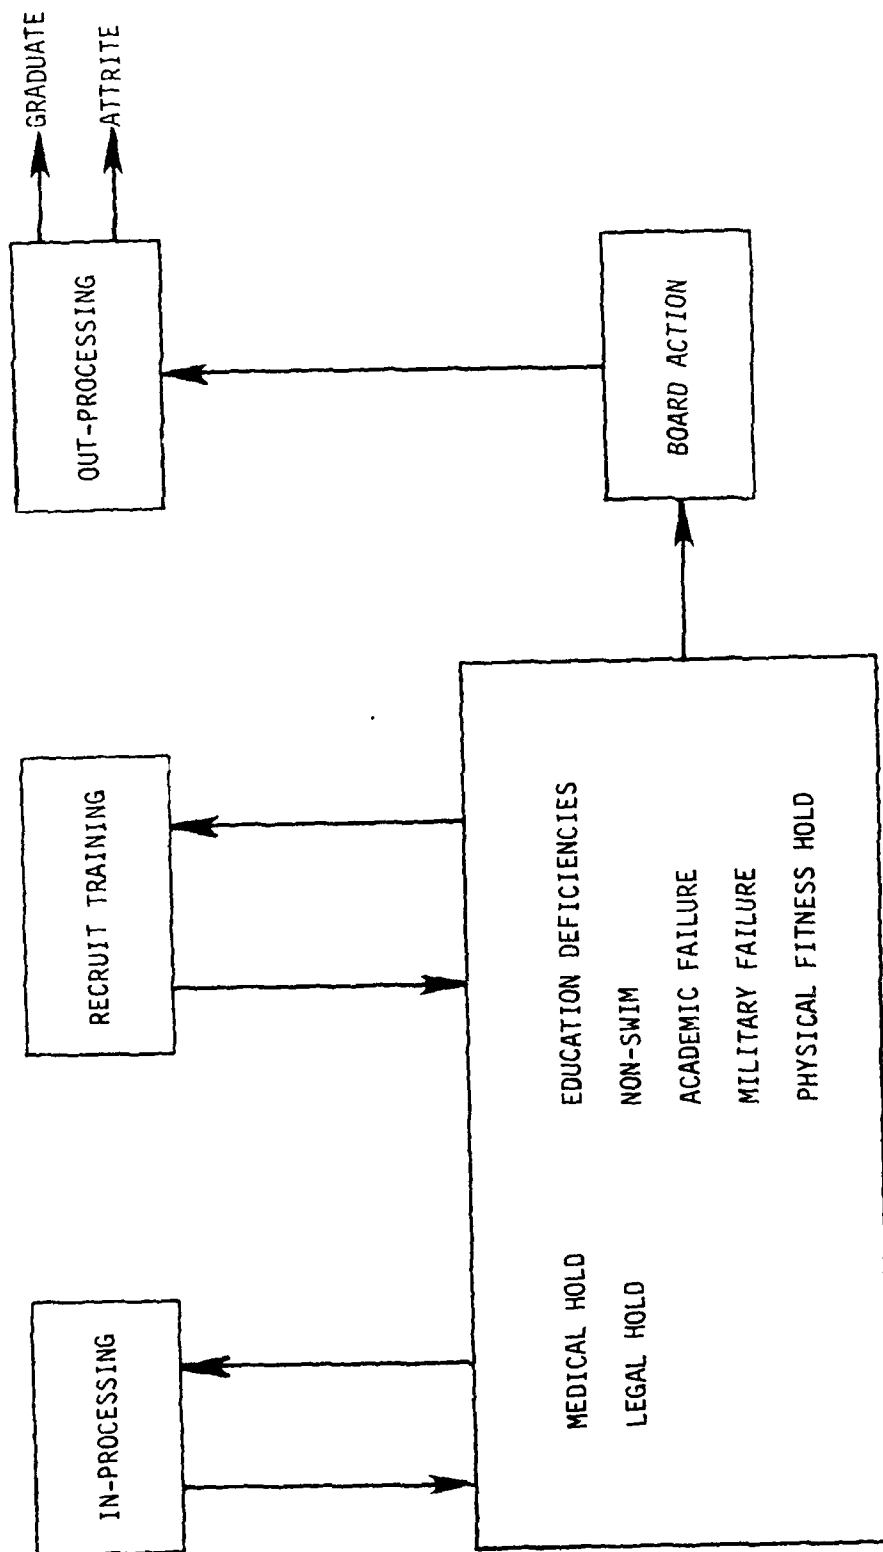 IN-PROCESSING
RECRUIT TRAINING
OUT-PROCESSING
GRADUATE
ATTRITE
MEDICAL HOLD
LEGAL HOLD
EDUCATION DEFICIENCIES
NON-SWIM
ACADEMIC FAILURE
MILITARY FAILURE
PHYSICAL FITNESS HOLD
BOARD ACTION